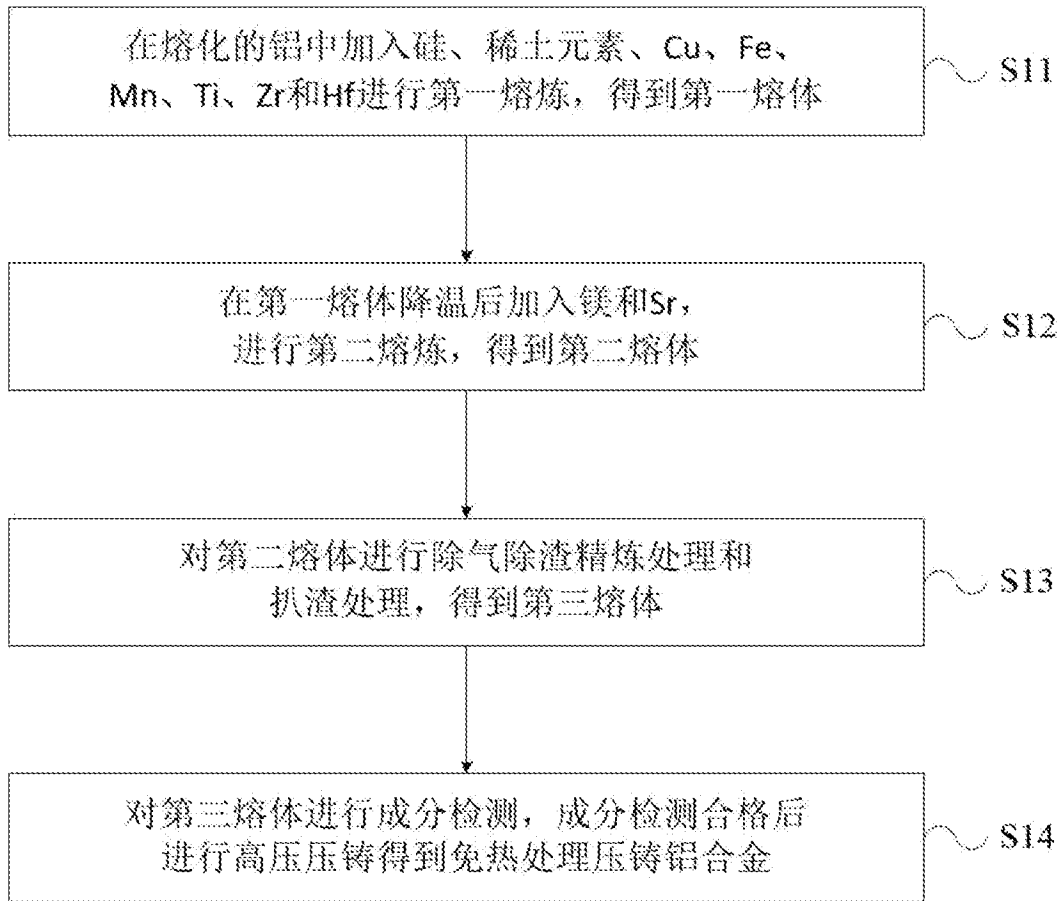 在熔化的铝中加入硅、稀土元素、Cu、Fe、
Mn、Ti、Zr和Hf进行第一熔炼，得到第一熔体
S11
在第一熔体降温后加入镁和Sr，
进行第二熔炼，得到第二熔体
S12
对第二熔体进行除气除渣精炼处理和
扒渣处理，得到第三熔体
S13
对第三熔体进行成分检测，成分检测合格后
进行高压压铸得到免热处理压铸铝合金
S14